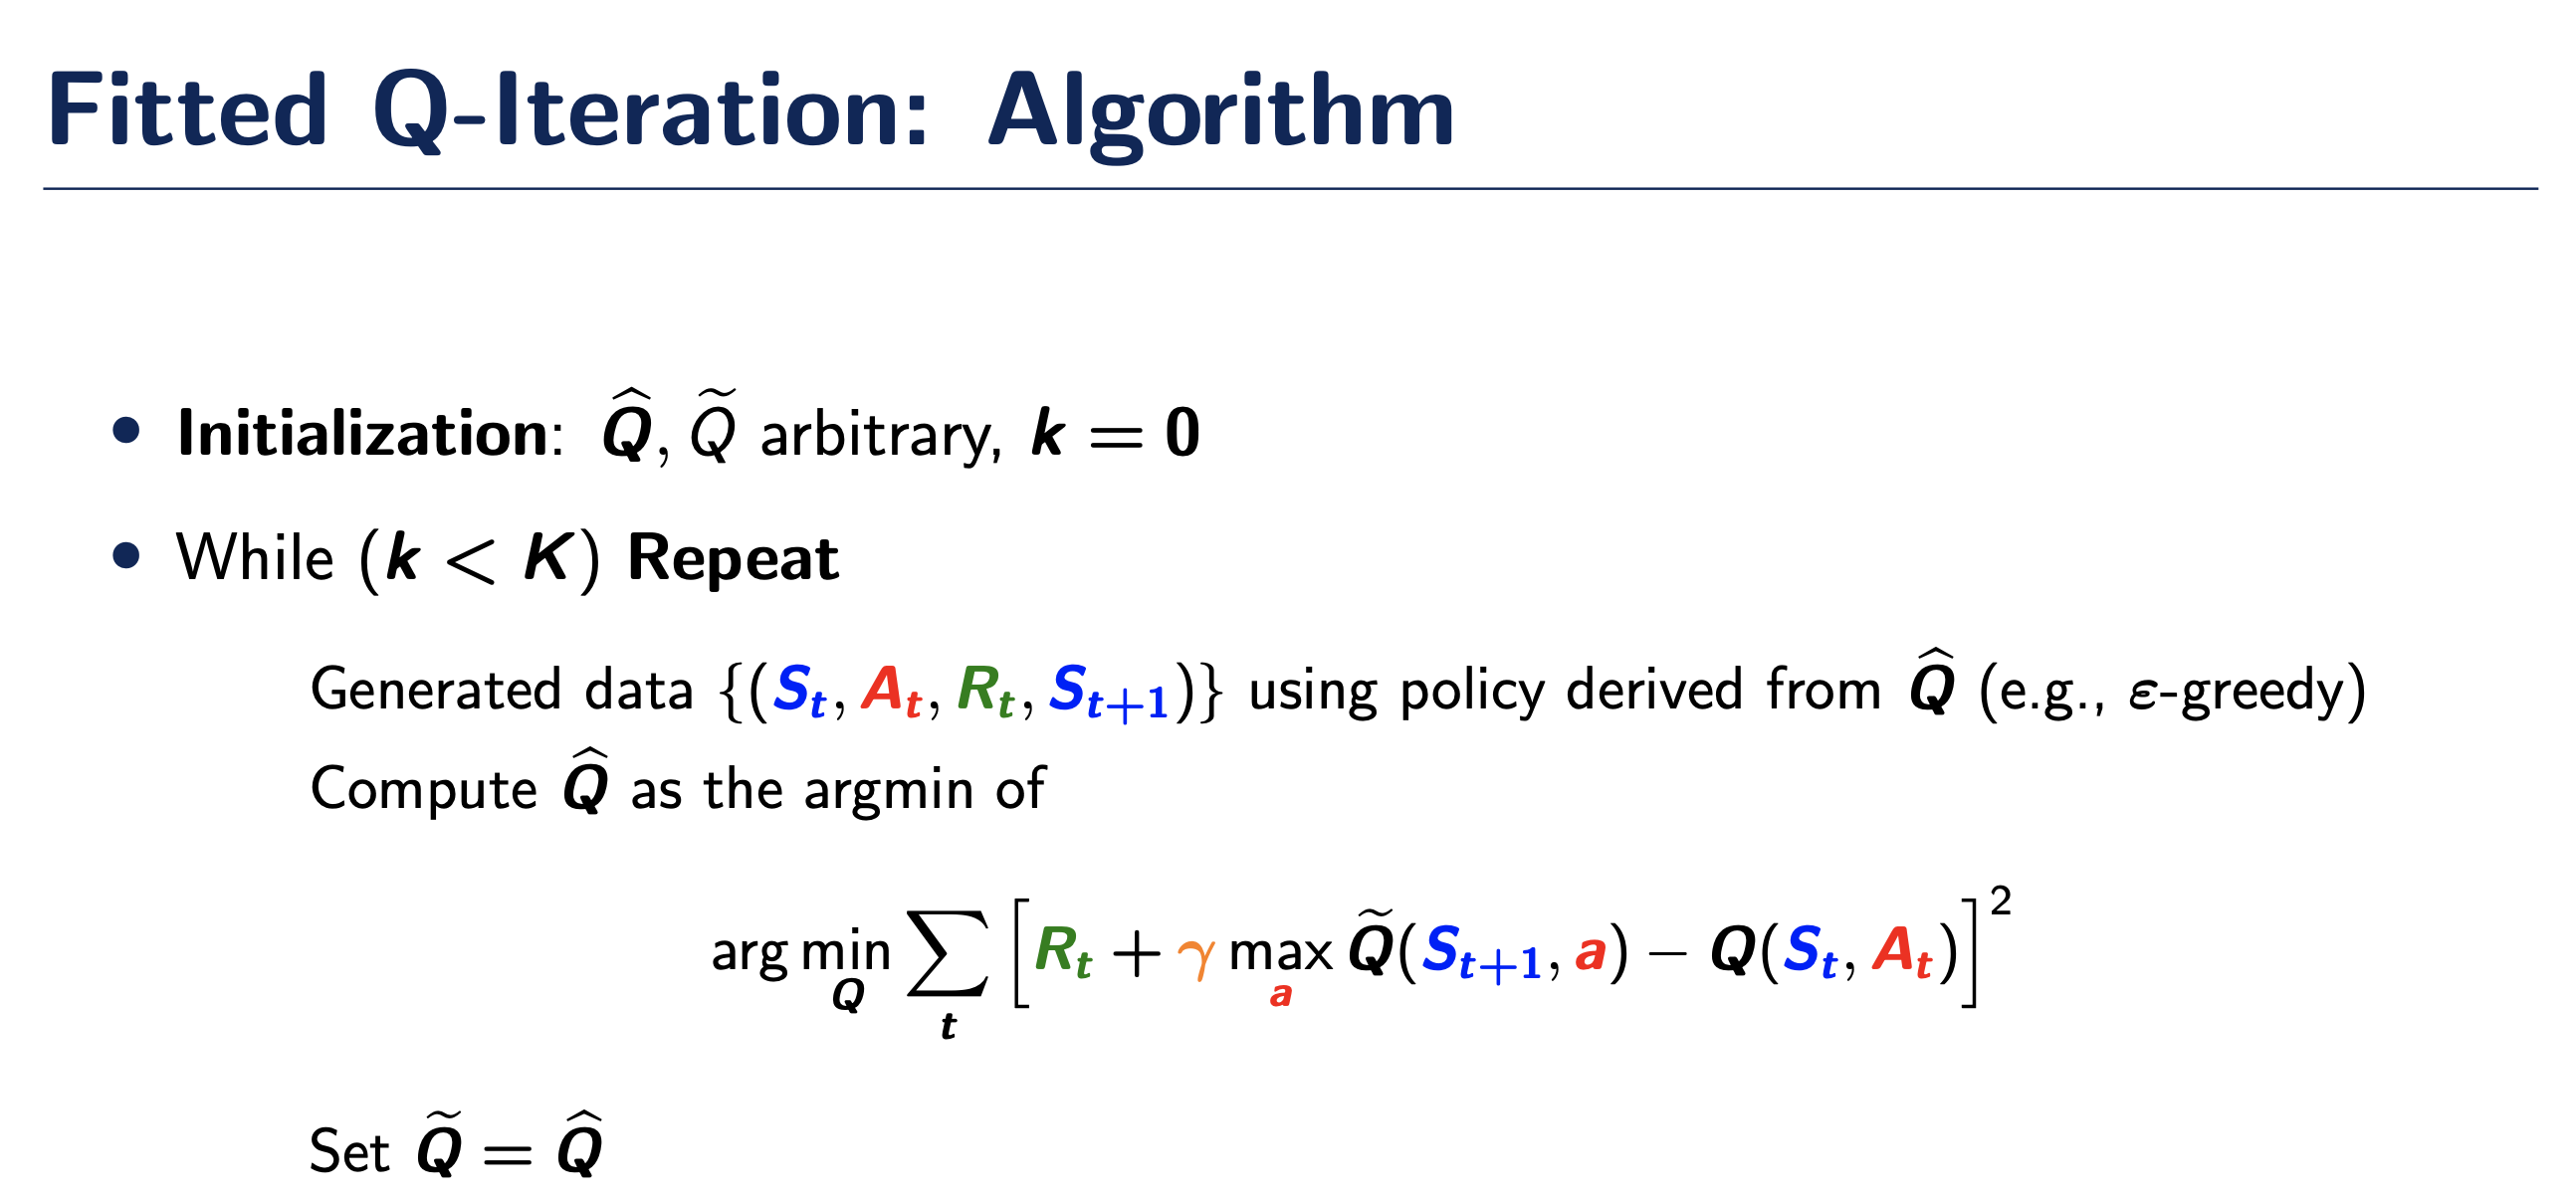 Fitted Q-Iteration: Algorithm
• Initialization: $\widehat{Q}, \widetilde{Q}$ arbitrary, $k = 0$
• While $(k < K)$ Repeat
Generated data $\{(S_t, A_t, R_t, S_{t+1})\}$ using policy derived from $\widehat{Q}$ (e.g., $\varepsilon$-greedy)
Compute $\widehat{Q}$ as the argmin of
$\arg\min_{Q} \sum_{t} \left[ R_t + \gamma \max_{a} \widetilde{Q}(S_{t+1}, a) - Q(S_t, A_t) \right]^2$
Set $\widetilde{Q} = \widehat{Q}$